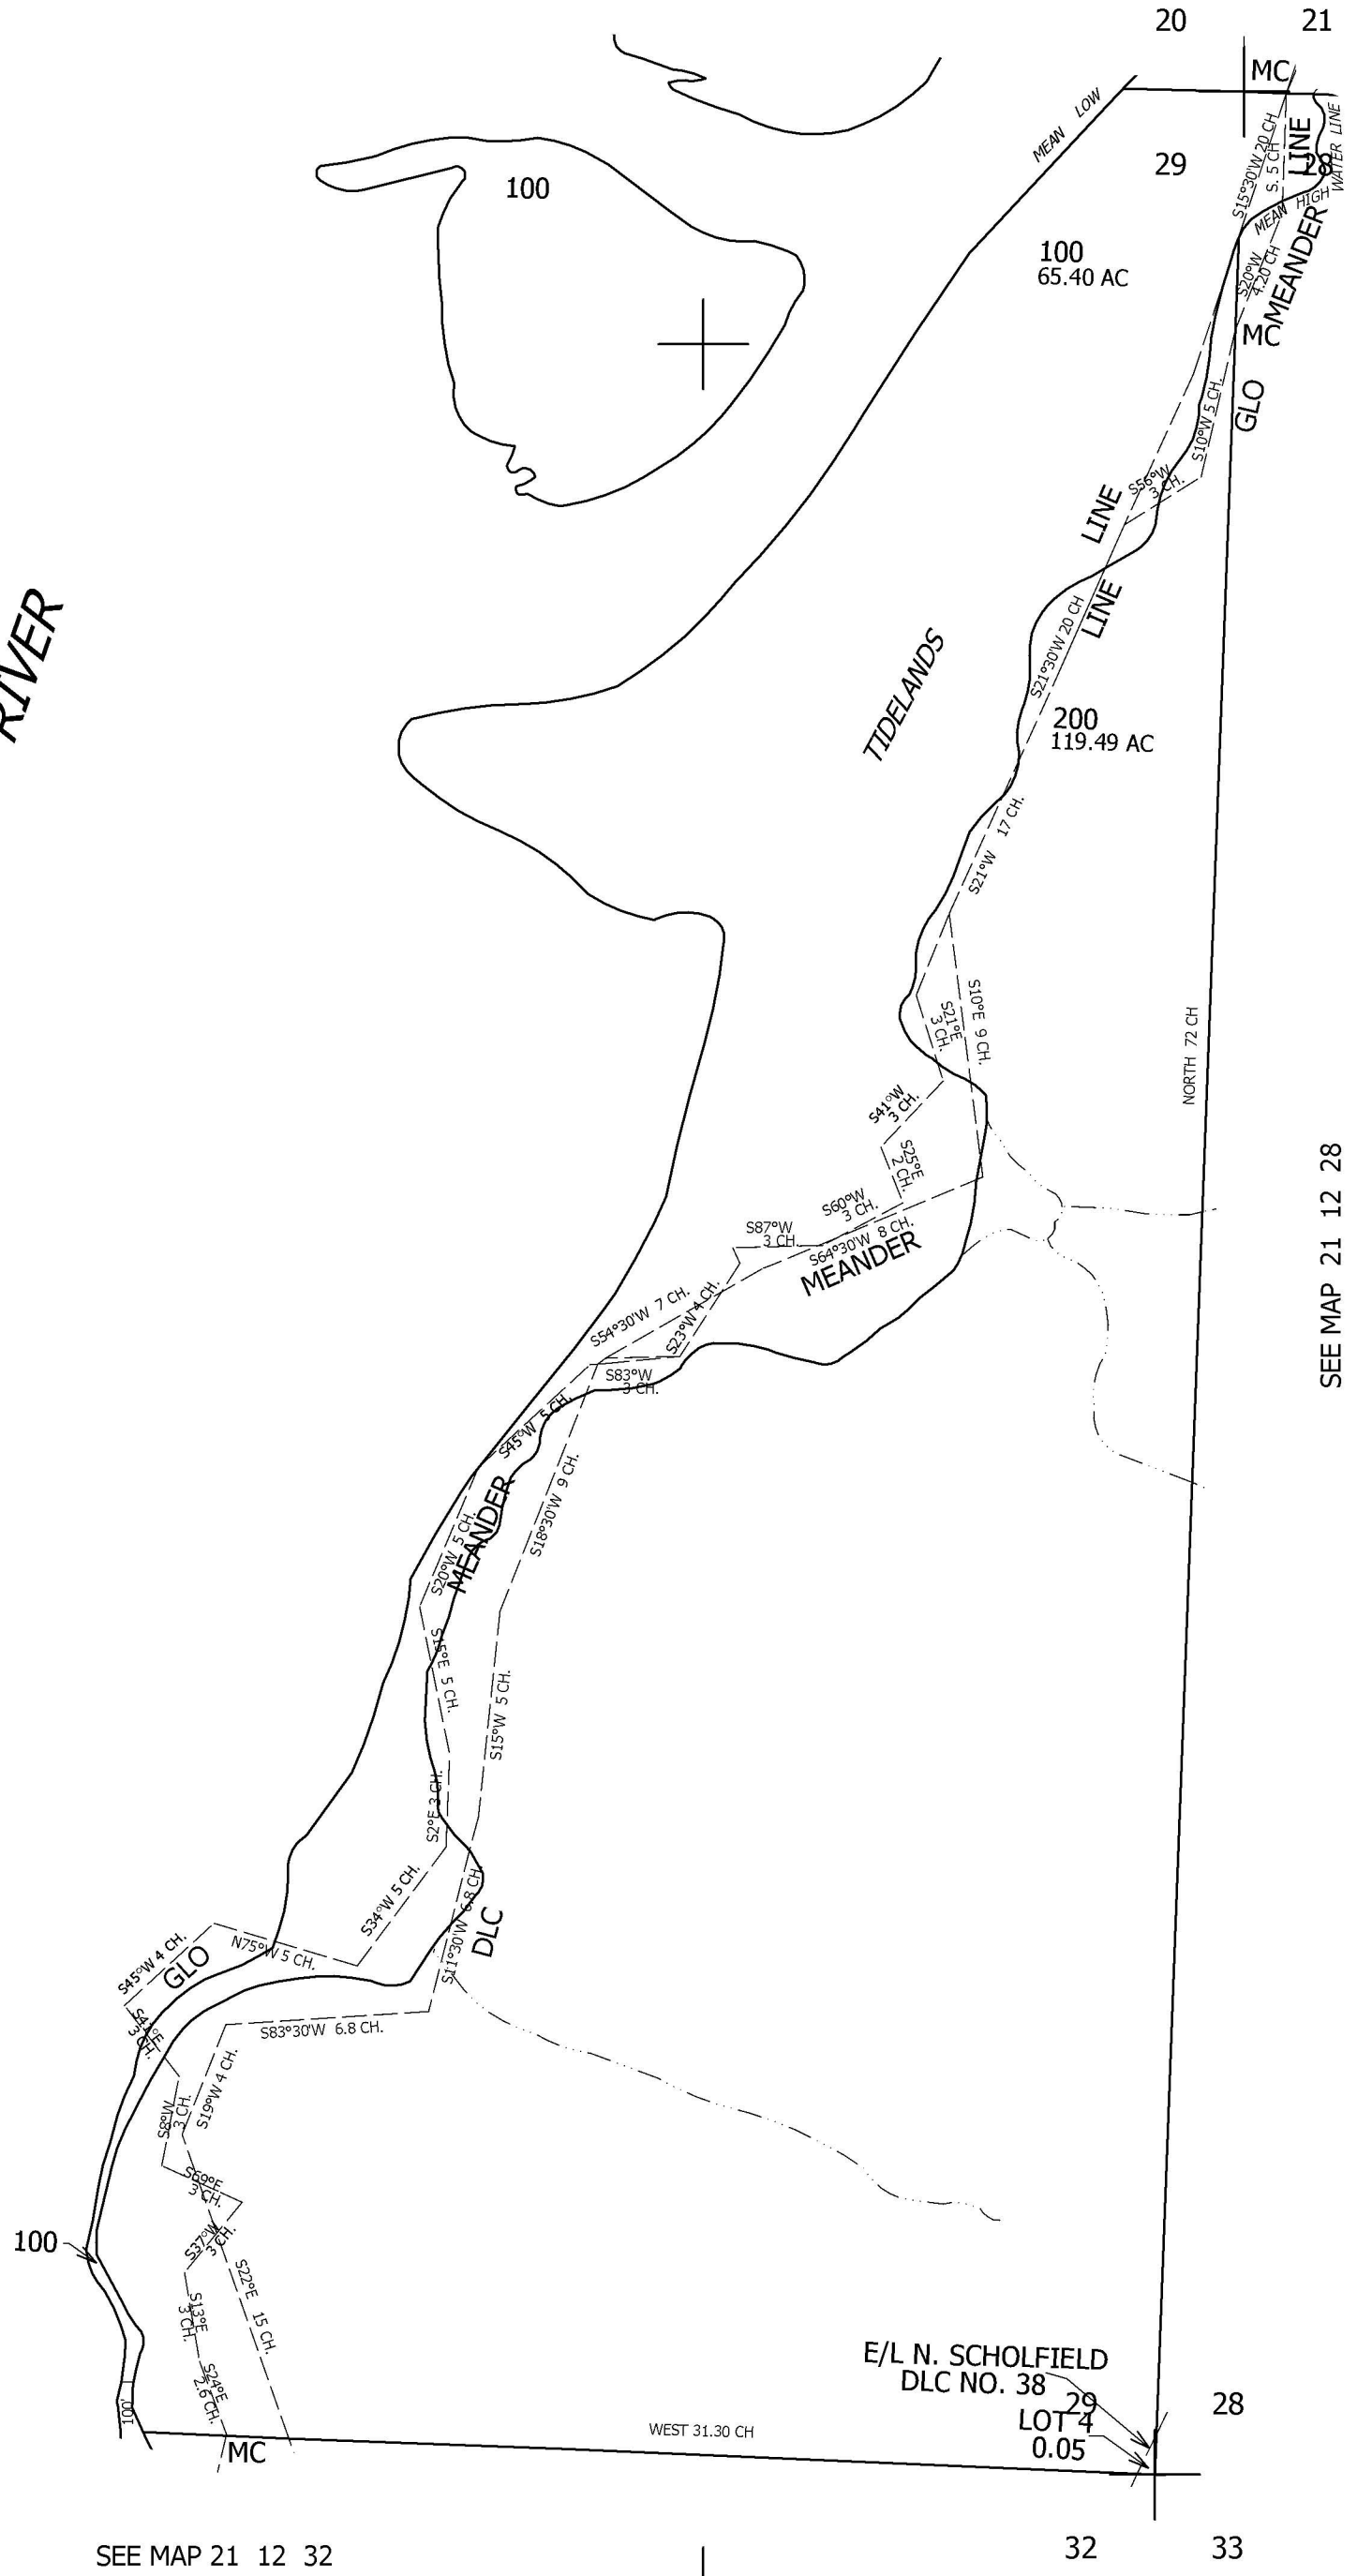 20
21
MC
MEAN LOW
LINE
WATER LINE
S15°30'W 20 CH
S. 5 CH
29
28
100
MEAN HIGH
MEANDER
100
65.40 AC
S20°W
4.20 CH
MC
GLO
S10°W 5 CH.
S56°W
3 CH.
LINE
LINE
RIVER
TIDELANDS
S21°30'W 20 CH
200
119.49 AC
S21°W 17 CH.
S10°E 9 CH.
S21°E
3 CH.
NORTH 72 CH
S41°W
3 CH.
S25°E
2 CH.
SEE MAP 21 12 28
S60°W
3 CH.
S87°W
3 CH.
S64°30'W 8 CH.
MEANDER
S54°30'W 7 CH.
S23°W 4 CH.
S83°W
3 CH.
S45°W 5 CH.
S18°30'W 9 CH.
MEANDER
S20°W 5 CH.
S15°E 5 CH.
S15°W 5 CH.
S2°E 3 CH.
S34°W 5 CH.
S11°30'W 6.8 CH.
DLC
S45°W 4 CH.
GLO
N75°W 5 CH.
3 CH.
S83°30'W 6.8 CH.
S19°W 4 CH.
S8°W
3 CH.
S69°E
3 CH.
S37°W
3 CH.
100
S22°E 15 CH.
S13°E
3 CH.
S24°E
2.6 CH.
100'
E/L N. SCHOLFIELD
DLC NO. 38
29
28
LOT 4
0.05
WEST 31.30 CH
MC
SEE MAP 21 12 32
32
33